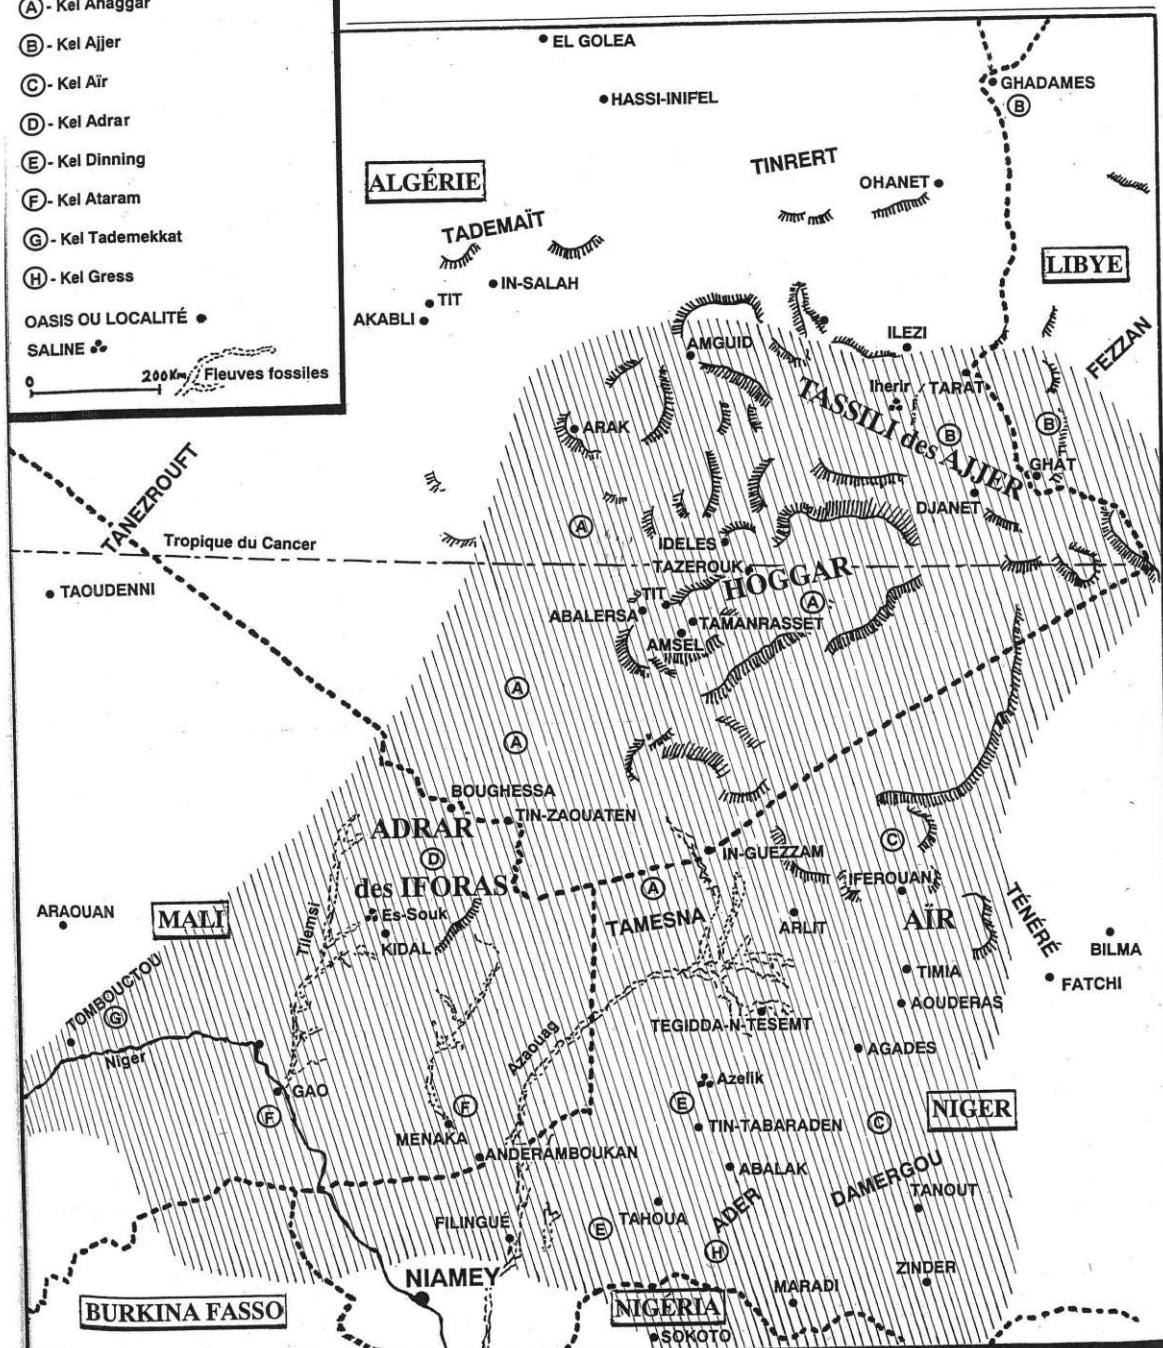 Ⓐ - Kel Ahaggar
Ⓑ - Kel Ajjer
Ⓒ - Kel Aïr
Ⓓ - Kel Adrar
Ⓔ - Kel Dinning
Ⓕ - Kel Ataram
Ⓖ - Kel Tademekkat
Ⓗ - Kel Gress
OASIS OU LOCALITÉ
SALINE
0 200Km Fleuves fossiles
EL GOLEA
HASSI-INIFEL
GHADAMES
Ⓑ
TINRERT
OHANET
ALGÉRIE
TADEMAÏT
LIBYE
IN-SALAH
TIT
AKABLI
ILEZI
AMGUID
FEZZAN
Iherir
TARAT
TASSILI des AJJER
Ⓑ
Ⓑ
ARAK
GHAT
DJANET
TANEZROUFT
Ⓐ
Tropique du Cancer
IDELES
TAZEROUK
HOGGAR
TAOUDENNI
TIT
ABALERSA
Ⓐ
TAMANRASSET
AMSEL
Ⓐ
Ⓐ
BOUGHESSA
TIN-ZAOUATEN
ADRAR
des IFORAS
Ⓓ
Ⓒ
IN-GUEZZAM
Ⓐ
IFEROUAN
TAMESNA
AÏR
TÉNÉRÉ
ARAOUAN
MALI
Es-Souk
KIDAL
Tilemsi
ARLIT
BILMA
FATCHI
TIMIA
AOUDERAS
TOMBOUCTOU
Ⓖ
Niger
TEGIDDA-N-TESEMT
Azaouag
AGADES
Azelik
GAO
Ⓕ
Ⓕ
Ⓔ
NIGER
MENAKA
TIN-TABARADEN
Ⓒ
ANDERAMBOUKAN
ABALAK
DAMERGOU
TANOUT
FILINGUÉ
Ⓔ
TAHOUA
ADER
Ⓗ
NIAMEY
ZINDER
MARADI
BURKINA FASSO
NIGÉRIA
SOKOTO